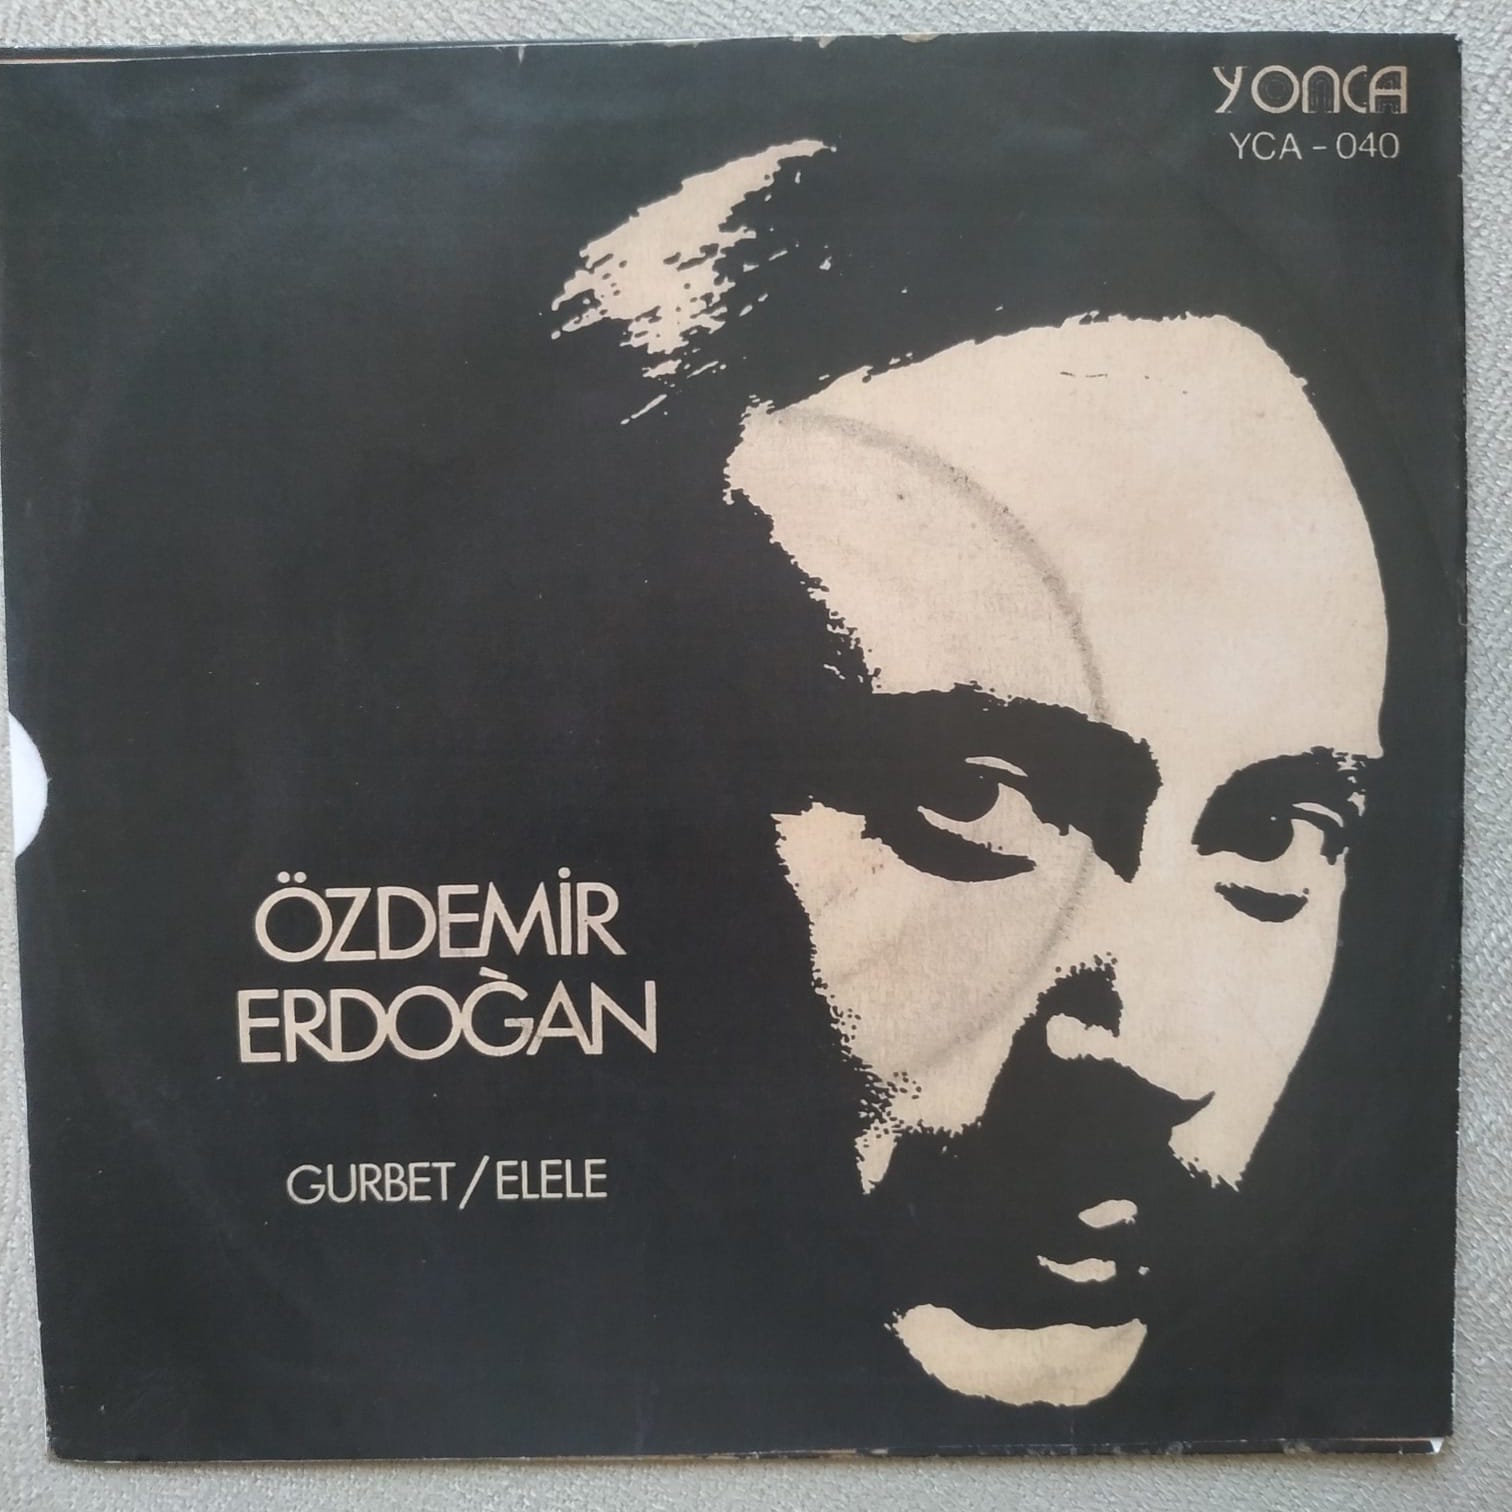 YONCA
YCA - 040
ÖZDEMİR
ERDOĞAN
GURBET/ELELE